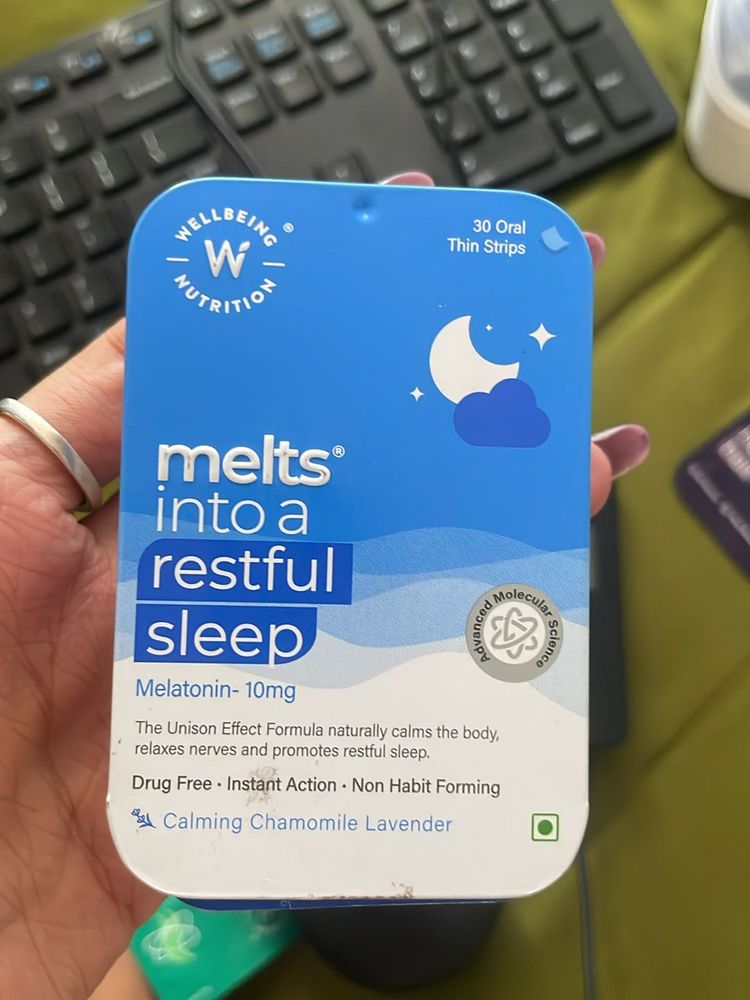 WELLBEING
W
NUTRITION
®
30 Oral
Thin Strips
melts®
into a
restful
sleep
Advanced Molecular Science
Melatonin- 10mg
The Unison Effect Formula naturally calms the body,
relaxes nerves and promotes restful sleep.
Drug Free · Instant Action · Non Habit Forming
Calming Chamomile Lavender